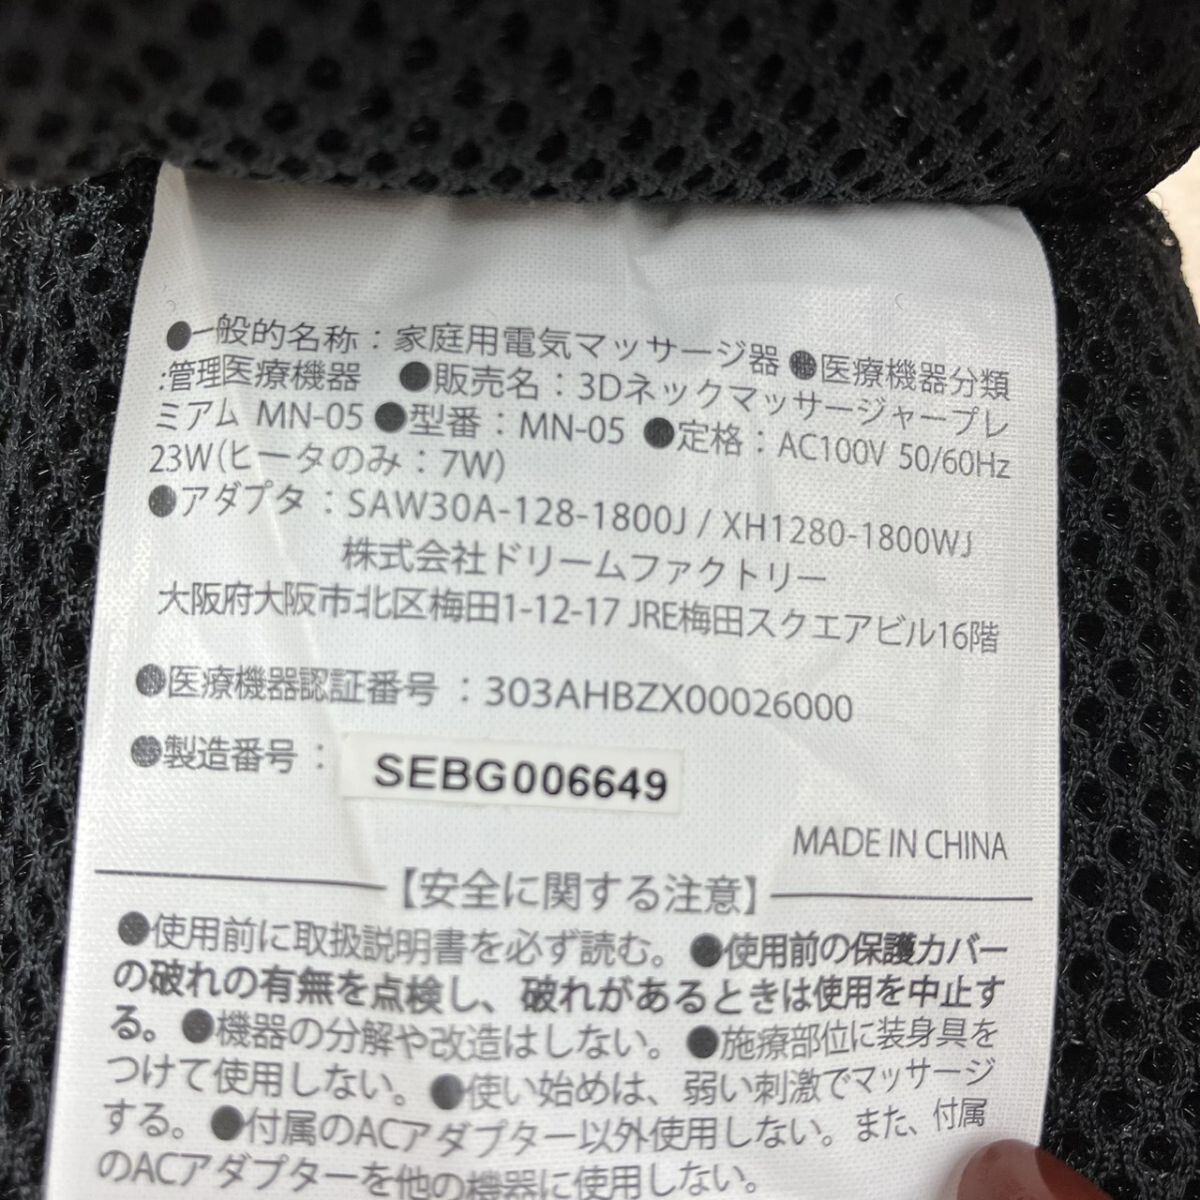 ●一般的名称：家庭用電気マッサージ器 ●医療機器分類
:管理医療機器 ●販売名：3Dネックマッサージャープレ
ミアム MN-05 ●型番：MN-05 ●定格：AC100V 50/60Hz
23W(ヒータのみ：7W)
●アダプタ：SAW30A-128-1800J / XH1280-1800WJ
株式会社ドリームファクトリー
大阪府大阪市北区梅田1-12-17 JRE梅田スクエアビル16階
●医療機器認証番号：303AHBZX00026000
●製造番号：SEBG006649
MADE IN CHINA
【安全に関する注意】
●使用前に取扱説明書を必ず読む。●使用前の保護カバー
の破れの有無を点検し、破れがあるときは使用を中止す
る。●機器の分解や改造はしない。●施療部位に装身具を
つけて使用しない。●使い始めは、弱い刺激でマッサージ
する。●付属のACアダプター以外使用しない。また、付属
のACアダプターを他の機器に使用しない。